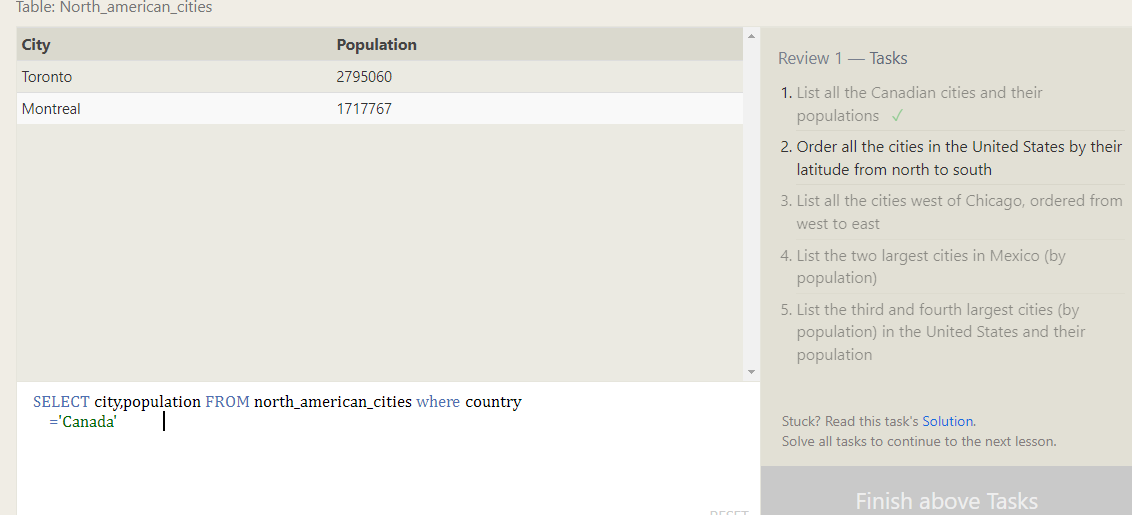 Table: North_american_cities
City Population
Toronto 2795060
Montreal 1717767
SELECT city,population FROM north_american_cities where country
='Canada'
RESET
Review 1 — Tasks
1. List all the Canadian cities and their
populations ✓
2. Order all the cities in the United States by their
latitude from north to south
3. List all the cities west of Chicago, ordered from
west to east
4. List the two largest cities in Mexico (by
population)
5. List the third and fourth largest cities (by
population) in the United States and their
population
Stuck? Read this task's Solution.
Solve all tasks to continue to the next lesson.
Finish above Tasks